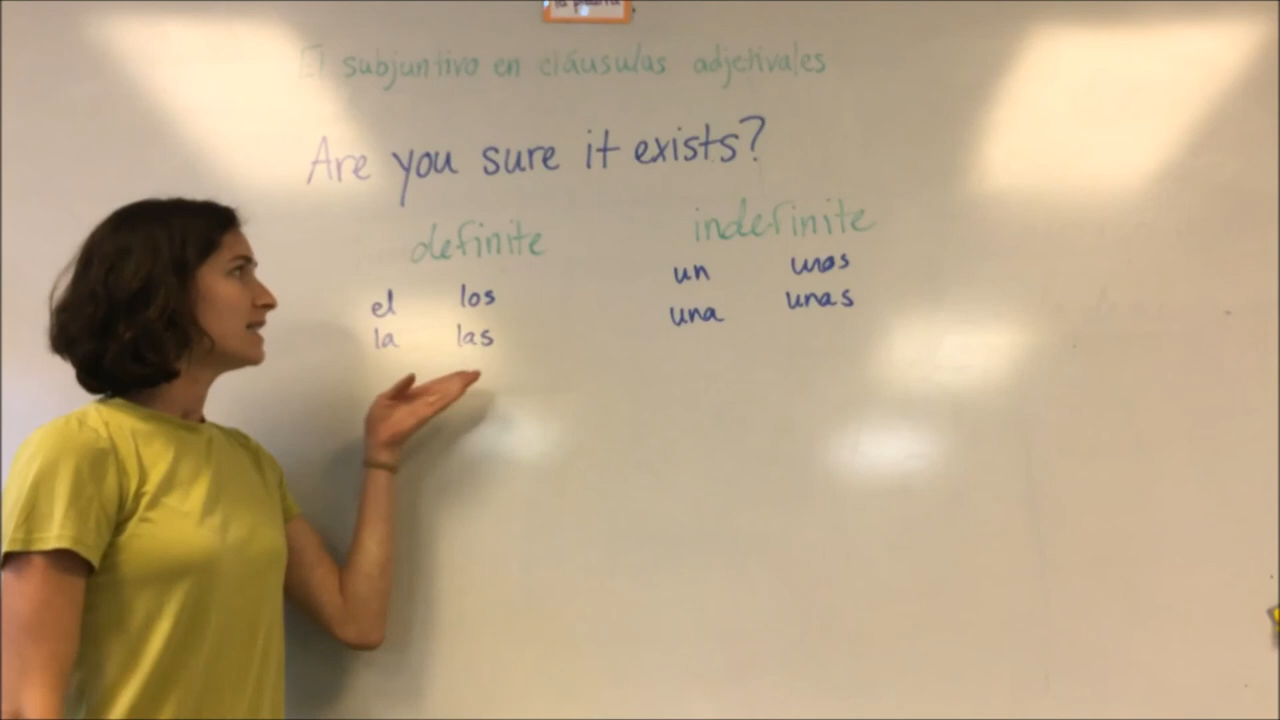 El subjuntivo en cláusulas adjetivales
Are you sure it exists?
definite
el los
la las
indefinite
un unos
una unas